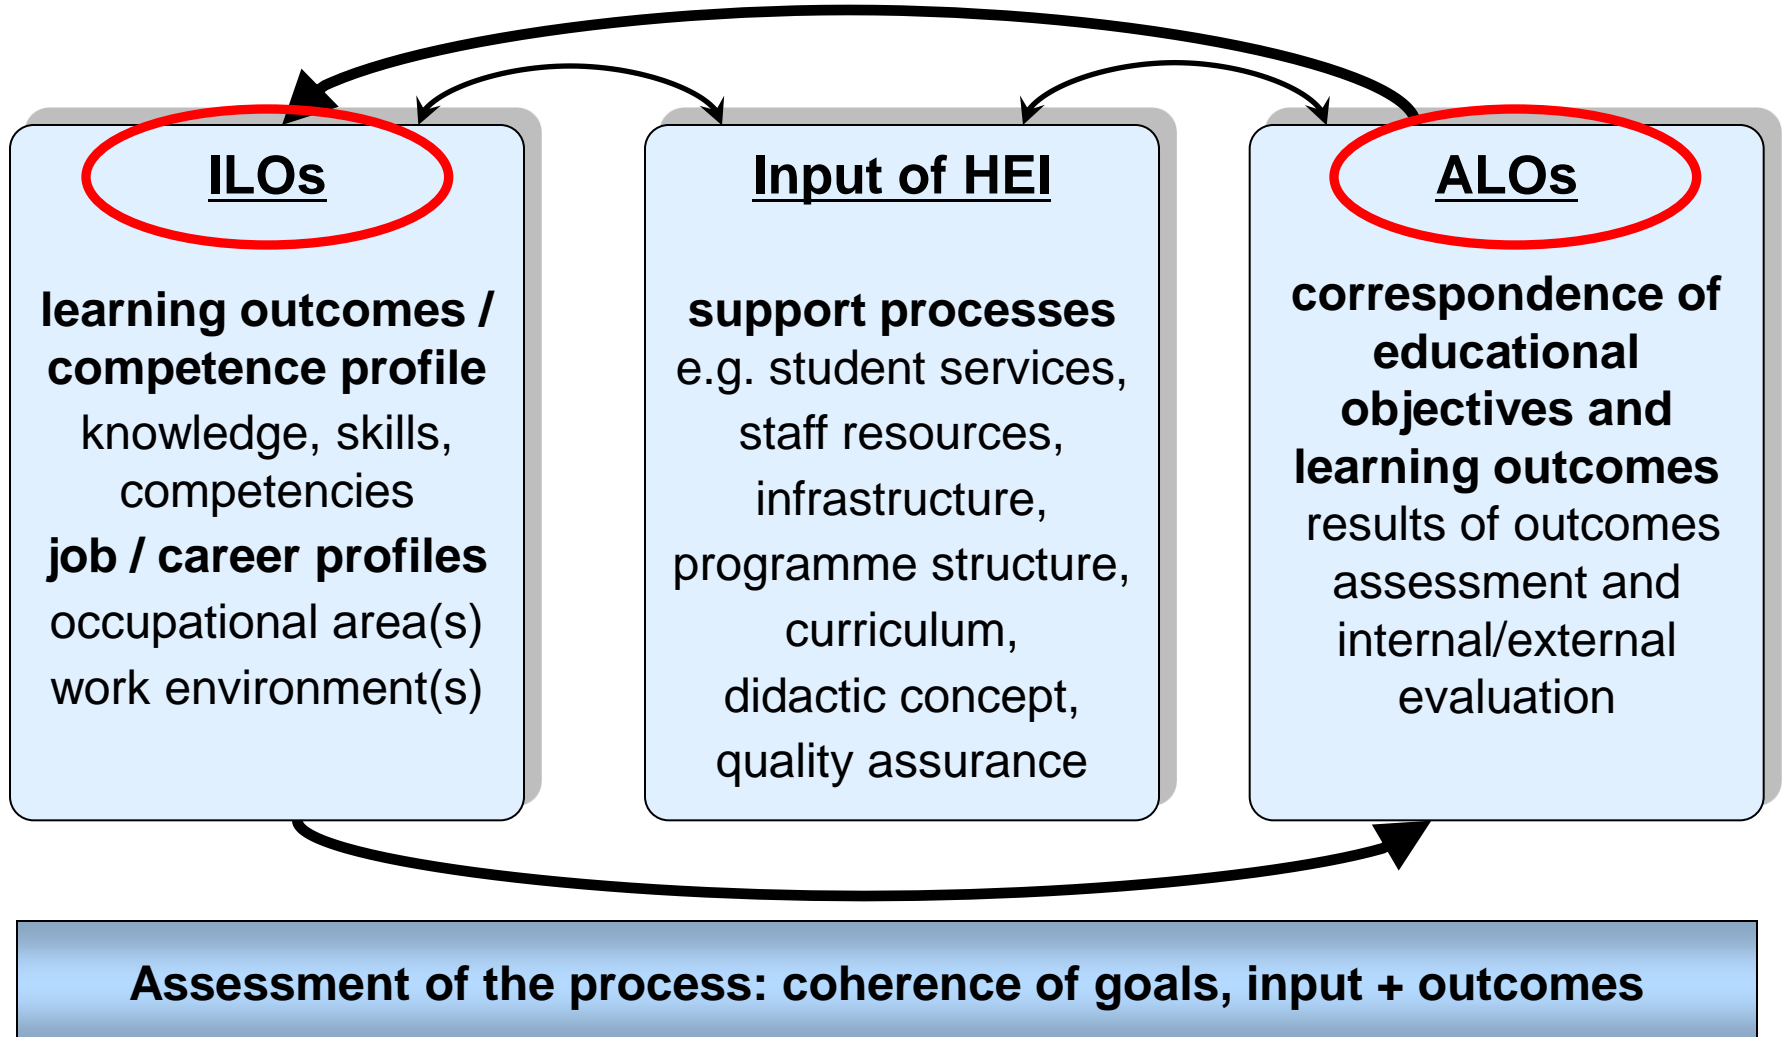 ILOs
learning outcomes /
competence profile
knowledge, skills,
competencies
job / career profiles
occupational area(s)
work environment(s)
Input of HEI
support processes
e.g. student services,
staff resources,
infrastructure,
programme structure,
curriculum,
didactic concept,
quality assurance
ALOs
correspondence of
educational
objectives and
learning outcomes
results of outcomes
assessment and
internal/external
evaluation
Assessment of the process: coherence of goals, input + outcomes